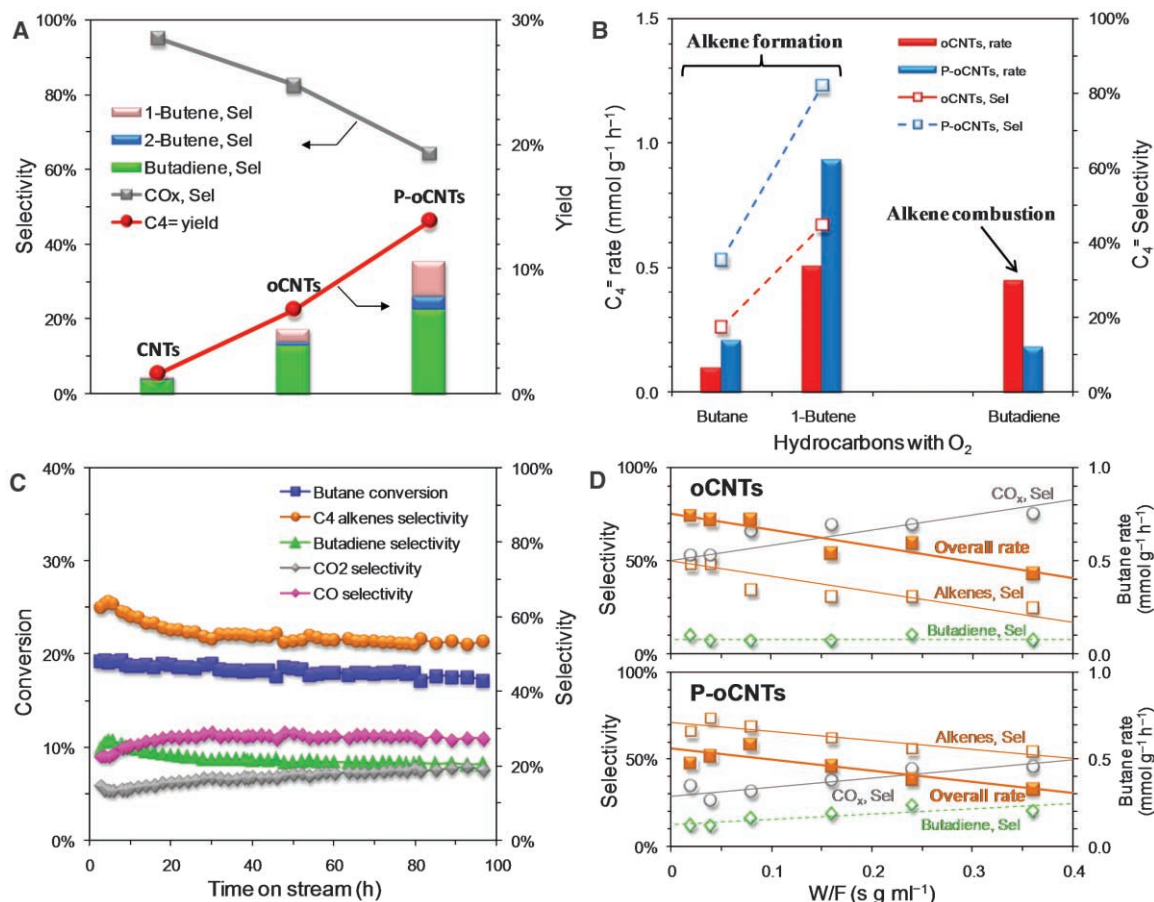 A
100%
80%
60%
40%
20%
0%
Selectivity
30%
20%
10%
0%
Yield
1-Butene, Sel
2-Butene, Sel
Butadiene, Sel
COx, Sel
C4= yield
CNTs
oCNTs
P-oCNTs
B
1.5
1.0
0.5
0.0
C₄⁼ rate (mmol g⁻¹ h⁻¹)
100%
80%
60%
40%
20%
0%
C₄⁼ Selectivity
Alkene formation
oCNTs, rate
P-oCNTs, rate
oCNTs, Sel
P-oCNTs, Sel
Alkene combustion
Butane
1-Butene
Butadiene
Hydrocarbons with O₂
C
40%
30%
20%
10%
0%
Conversion
100%
80%
60%
40%
20%
0%
Selectivity
Butane conversion
C4 alkenes selectivity
Butadiene selectivity
CO2 selectivity
CO selectivity
0
20
40
60
80
100
Time on stream (h)
D
oCNTs
100%
50%
0%
Selectivity
1.0
0.5
0.0
Butane rate
(mmol g⁻¹ h⁻¹)
COₓ, Sel
Overall rate
Alkenes, Sel
Butadiene, Sel
P-oCNTs
100%
50%
0%
Selectivity
1.0
0.5
0.0
Butane rate
(mmol g⁻¹ h⁻¹)
Alkenes, Sel
COₓ, Sel
Overall rate
Butadiene, Sel
0.0
0.1
0.2
0.3
0.4
W/F (s g ml⁻¹)